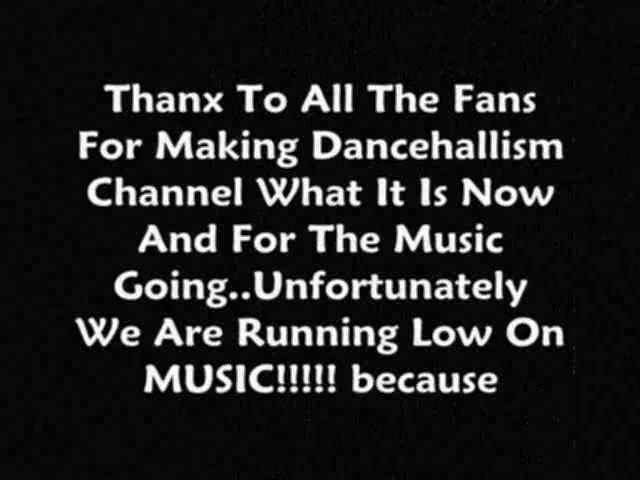 Thanx To All The Fans
For Making Dancehallism
Channel What It Is Now
And For The Music
Going..Unfortunately
We Are Running Low On
MUSIC!!!!! because